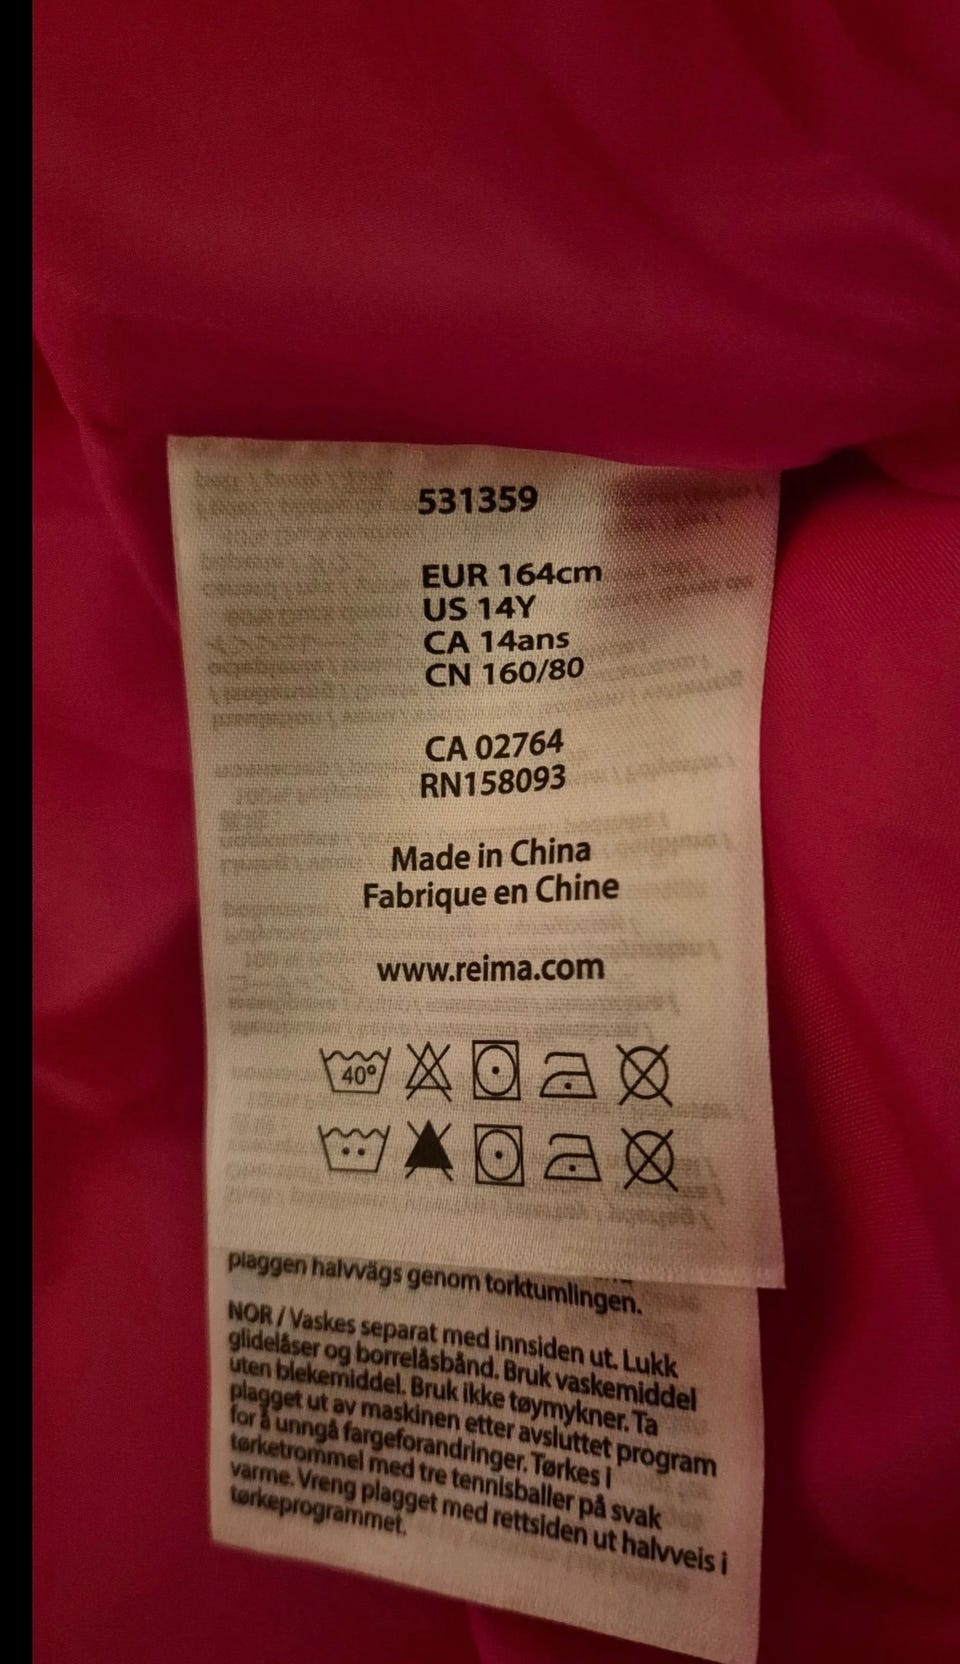 531359
EUR 164cm
US 14Y
CA 14ans
CN 160/80
CA 02764
RN158093
Made in China
Fabrique en Chine
www.reima.com
40°
plaggen halvvägs genom torktumlingen.
NOR / Vaskes separat med innsiden ut. Lukk
glidelåser og borrelåsbånd. Bruk vaskemiddel
uten blekemiddel. Bruk ikke tøymykner. Ta
plagget ut av maskinen etter avsluttet program
for å unngå fargeforandringer. Tørkes i
tørketrommel med tre tennisballer på svak
varme. Vreng plagget med rettsiden ut halvveis i
tørkeprogrammet.